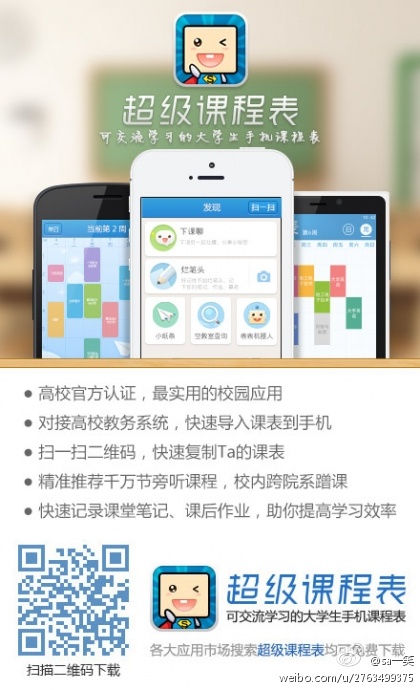 超级课程表
可交流学习的大学生手机课程表
当前第2周
发现
扫一扫
下课聊
烂笔头
小纸条
空教室查询
表表机器人
● 高校官方认证，最实用的校园应用
● 对接高校教务系统，快速导入课表到手机
● 扫一扫二维码，快速复制Ta的课表
● 精准推荐千万节旁听课程，校内跨院系蹭课
● 快速记录课堂笔记、课后作业，助你提高学习效率
超级课程表
可交流学习的大学生手机课程表
扫描二维码下载
各大应用市场搜索超级课程表均可免费下载
@sa一笑
weibo.com/u/2763499375